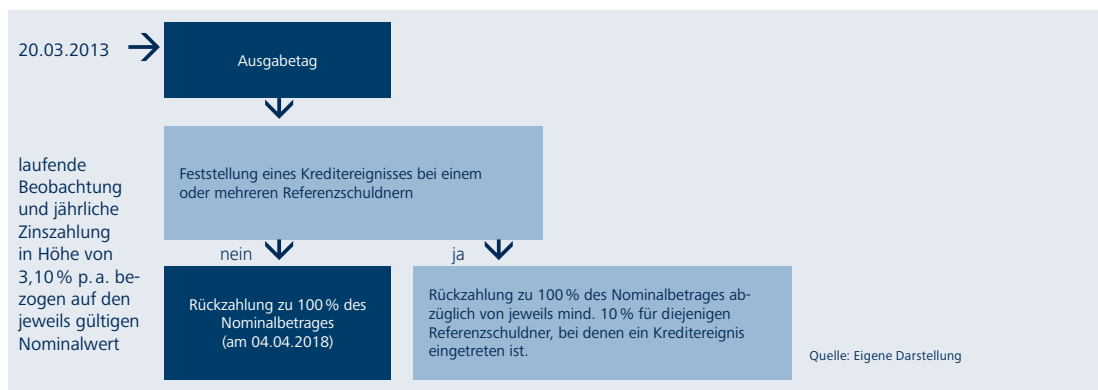 20.03.2013
Ausgabetag
laufende
Beobachtung
und jährliche
Zinszahlung
in Höhe von
3,10 % p. a. be-
zogen auf den
jeweils gültigen
Nominalwert
Feststellung eines Kreditereignisses bei einem
oder mehreren Referenzschuldnern
nein
ja
Rückzahlung zu 100 % des
Nominalbetrages
(am 04.04.2018)
Rückzahlung zu 100 % des Nominalbetrages ab-
züglich von jeweils mind. 10 % für diejenigen
Referenzschuldner, bei denen ein Kreditereignis
eingetreten ist.
Quelle: Eigene Darstellung